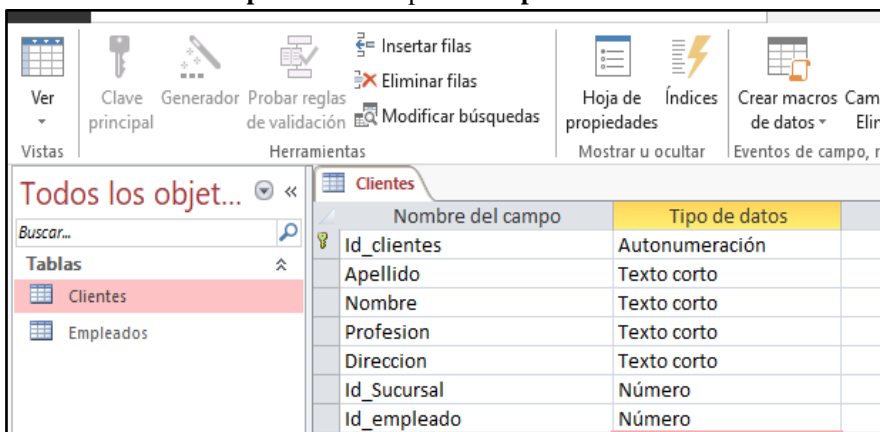 Insertar filas
Eliminar filas
Modificar búsquedas
Ver
Clave principal
Generador
Probar reglas de validación
Hoja de propiedades
Índices
Crear macros de datos
Vistas
Herramientas
Mostrar u ocultar
Eventos de campo,
Todos los objet...
Clientes
Buscar...
Nombre del campo Tipo de datos
Tablas
Id_clientes Autonumeración
Apellido Texto corto
Clientes
Nombre Texto corto
Empleados
Profesion Texto corto
Direccion Texto corto
Id_Sucursal Número
Id_empleado Número